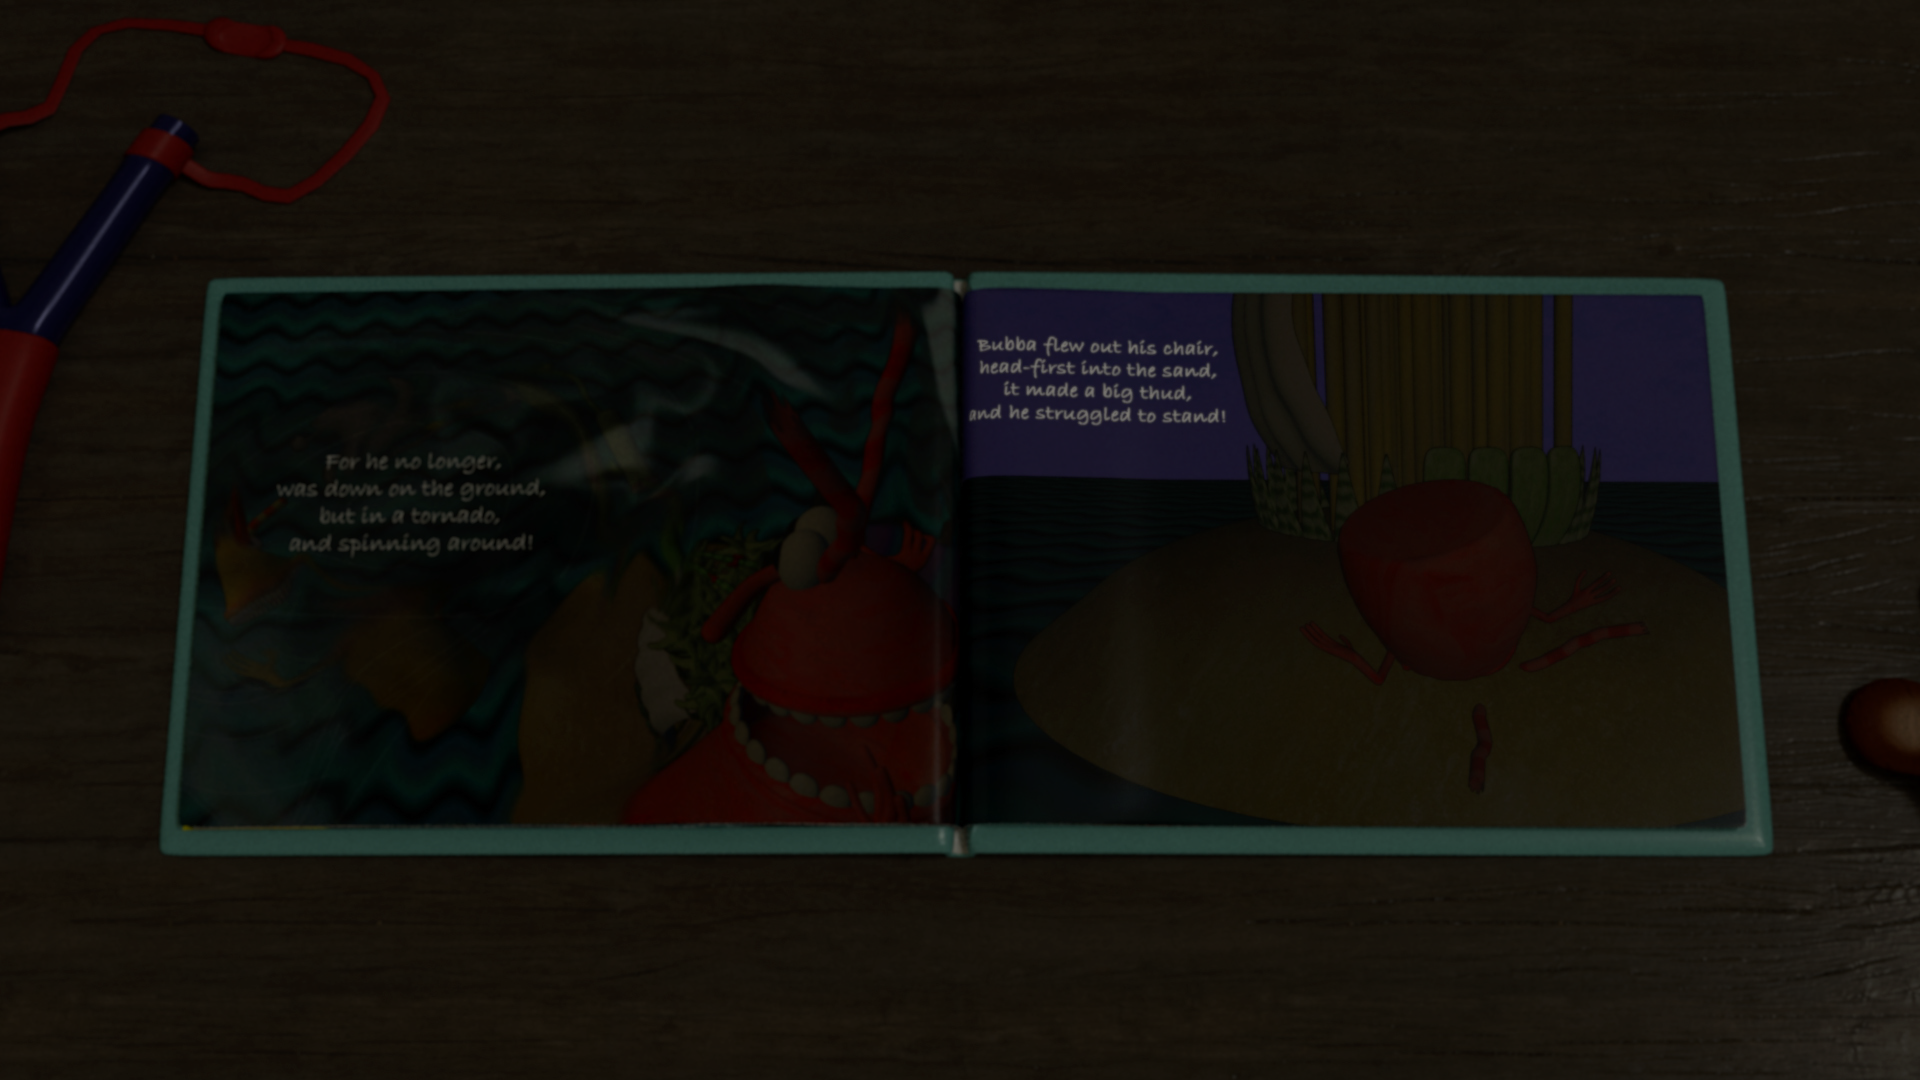 For he no longer,
was down on the ground,
but in a tornado,
and spinning around!
Bubba flew out his chair,
head-first into the sand,
it made a big thud,
and he struggled to stand!